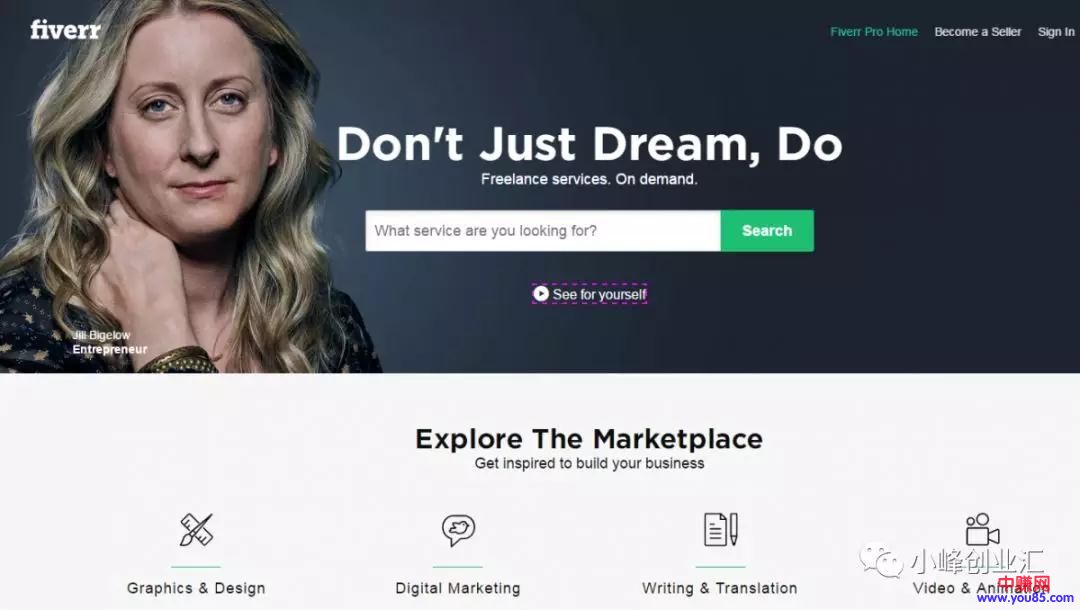 fiverr
Fiverr Pro Home
Become a Seller
Sign In
Don't Just Dream, Do
Freelance services. On demand.
What service are you looking for?
Search
See for yourself
Jill Bigelow
Entrepreneur
Explore The Marketplace
Get inspired to build your business
Graphics & Design
Digital Marketing
Writing & Translation
Video & Animation
小峰创业汇
中赚网
www.you85.com